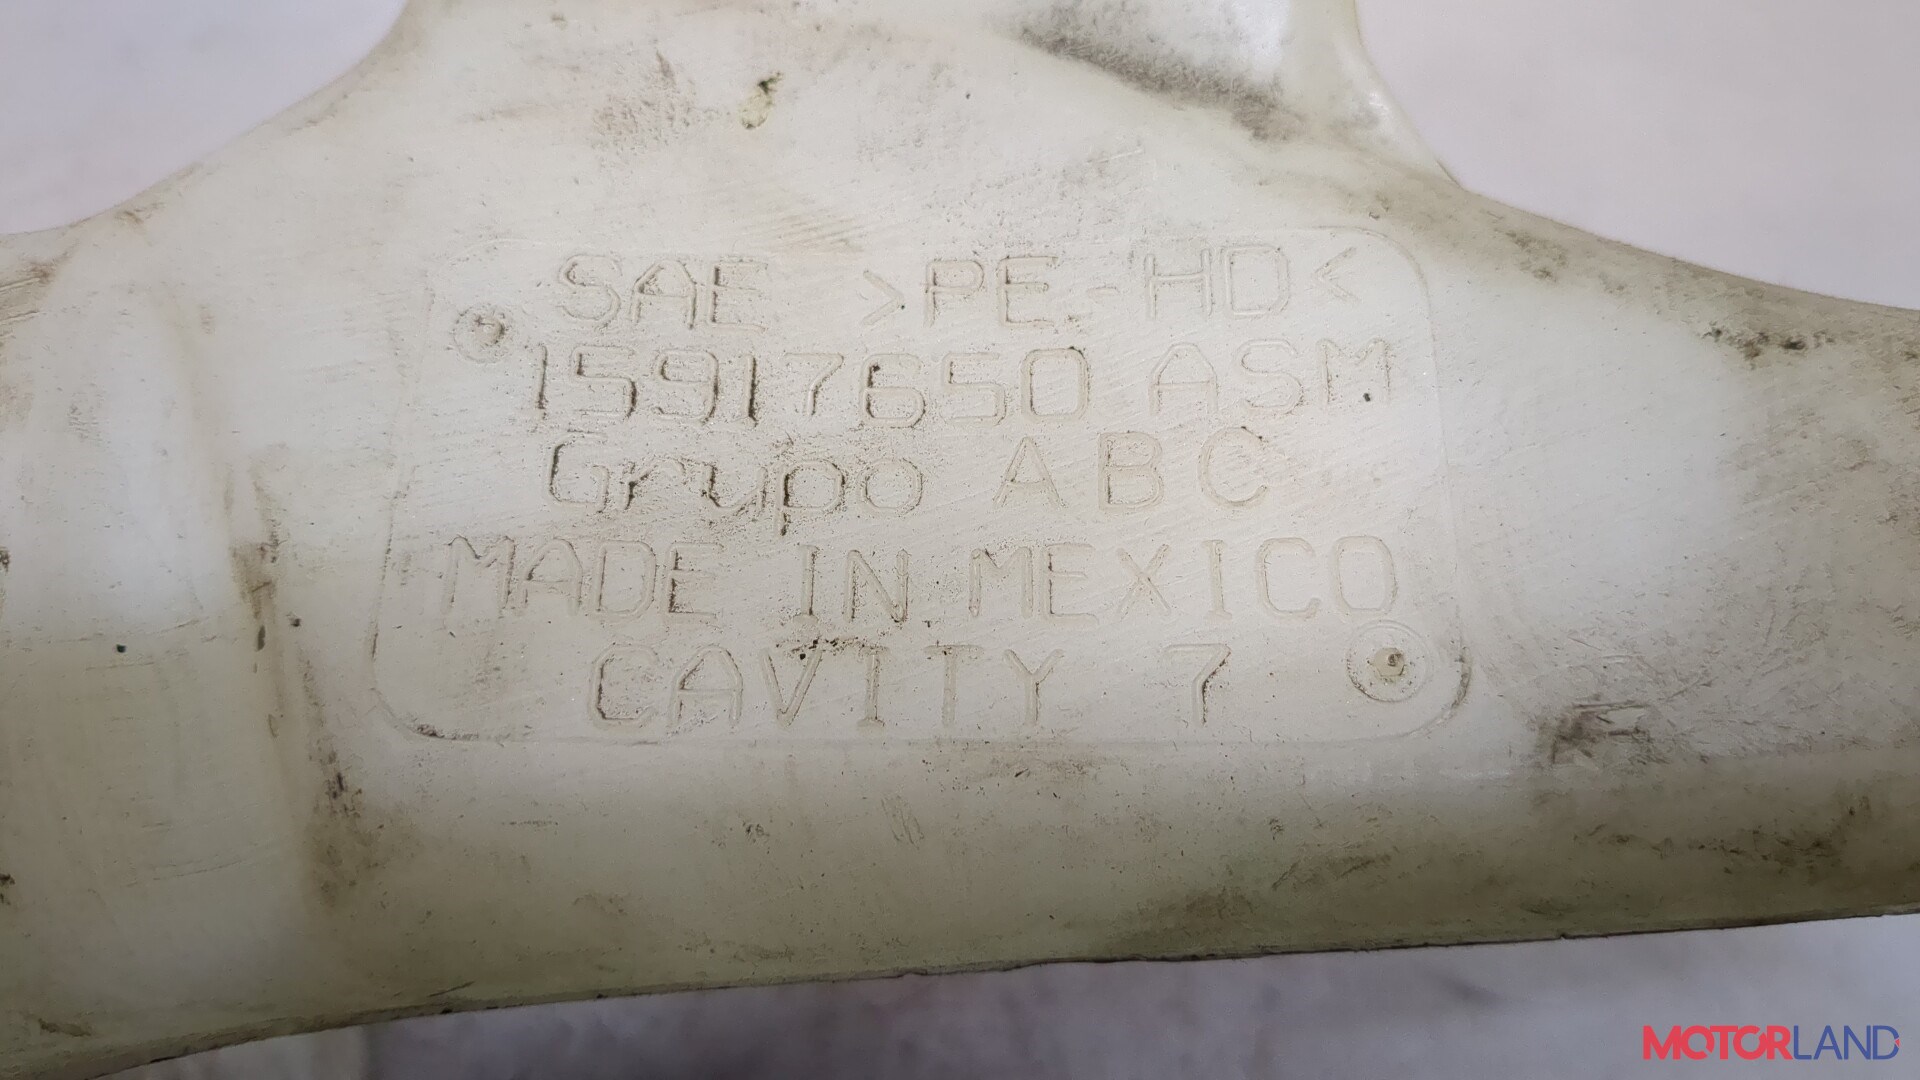 SAE >PE-HD<
15917650 ASM
Grupo ABC
MADE IN MEXICO
CAVITY 7
MOTORLAND